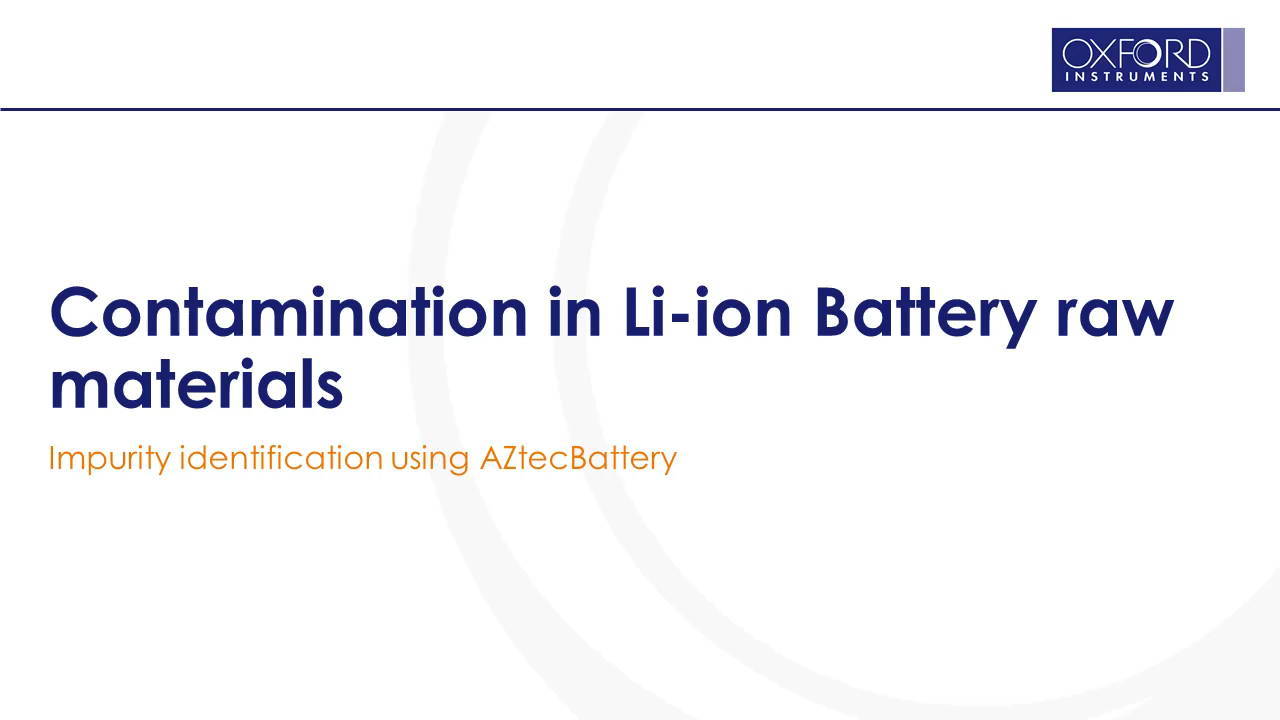 OXFORD
INSTRUMENTS
Contamination in Li-ion Battery raw
materials
Impurity identification using AZtecBattery